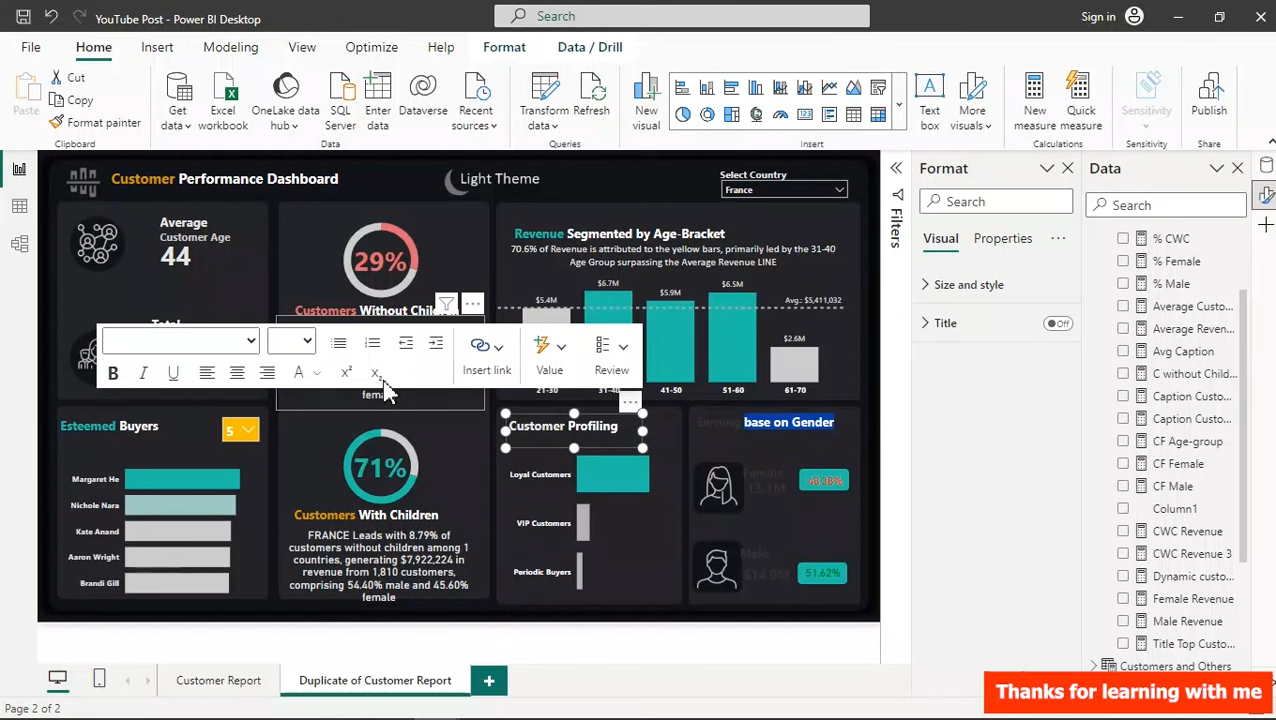 YouTube Post - Power BI Desktop
Search
Sign in
File
Home
Insert
Modeling
View
Optimize
Help
Format
Data / Drill
Paste
Cut
Copy
Format painter
Get data
Excel workbook
OneLake data hub
SQL Server
Enter data
Dataverse
Recent sources
Transform data
Refresh
New visual
Text box
More visuals
New measure
Quick measure
Sensitivity
Publish
Clipboard
Data
Queries
Insert
Calculations
Sensitivity
Share
Customer Performance Dashboard
Light Theme
Select Country
France
Average
Customer Age
44
29%
Customers Without Children
Revenue Segmented by Age-Bracket
70.6% of Revenue is attributed to the yellow bars, primarily led by the 31-40
Age Group surpassing the Average Revenue LINE
$5.4M
$6.7M
$5.9M
$6.5M
$2.6M
Avg.: $5,411,032
21-30
41-50
51-60
61-70
B I U A x² x₂
Insert link
Value
Review
Esteemed Buyers
5
Margaret He
Nichole Nara
Kate Anand
Aaron Wright
Brandi Gill
71%
Customers With Children
FRANCE Leads with 8.79% of
customers without children among 1
countries, generating $7,922,224 in
revenue from 1,810 customers,
comprising 54.40% male and 45.60%
female
Customer Profiling
Loyal Customers
VIP Customers
Periodic Buyers
Earning base on Gender
Female
Male
51.62%
Filters
Format
Search
Visual
Properties
Size and style
Title
Off
Data
Search
% CWC
% Female
% Male
Average Custo...
Average Reven...
Avg Caption
C without Child...
Caption Custo...
Caption Custo...
CF Age-group
CF Female
CF Male
Column1
CWC Revenue
CWC Revenue 3
Dynamic custo...
Female Revenue
Male Revenue
Title Top Custo...
Customers and Others
Customer Report
Duplicate of Customer Report
Thanks for learning with me
Page 2 of 2